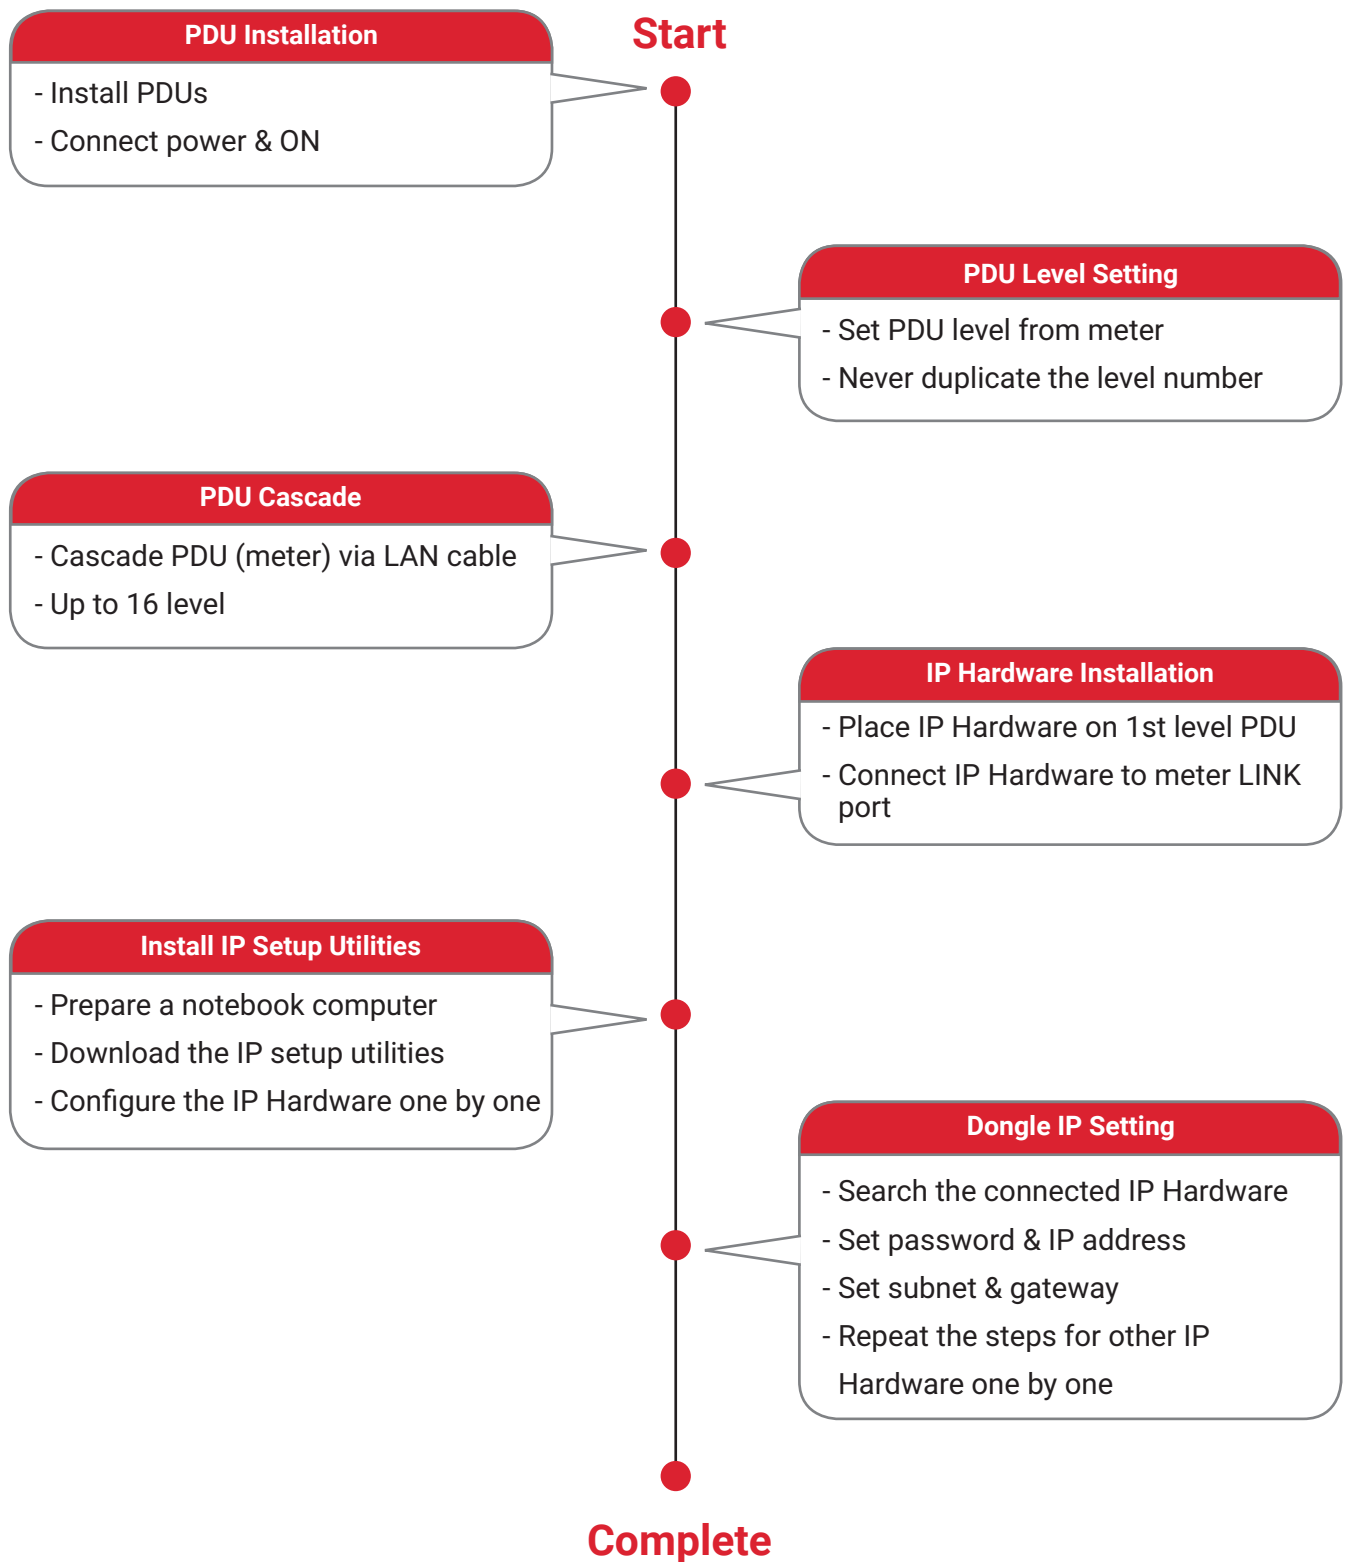 Start
PDU Installation
- Install PDUs
- Connect power & ON
PDU Level Setting
- Set PDU level from meter
- Never duplicate the level number
PDU Cascade
- Cascade PDU (meter) via LAN cable
- Up to 16 level
IP Hardware Installation
- Place IP Hardware on 1st level PDU
- Connect IP Hardware to meter LINK
port
Install IP Setup Utilities
- Prepare a notebook computer
- Download the IP setup utilities
- Configure the IP Hardware one by one
Dongle IP Setting
- Search the connected IP Hardware
- Set password & IP address
- Set subnet & gateway
- Repeat the steps for other IP
Hardware one by one
Complete